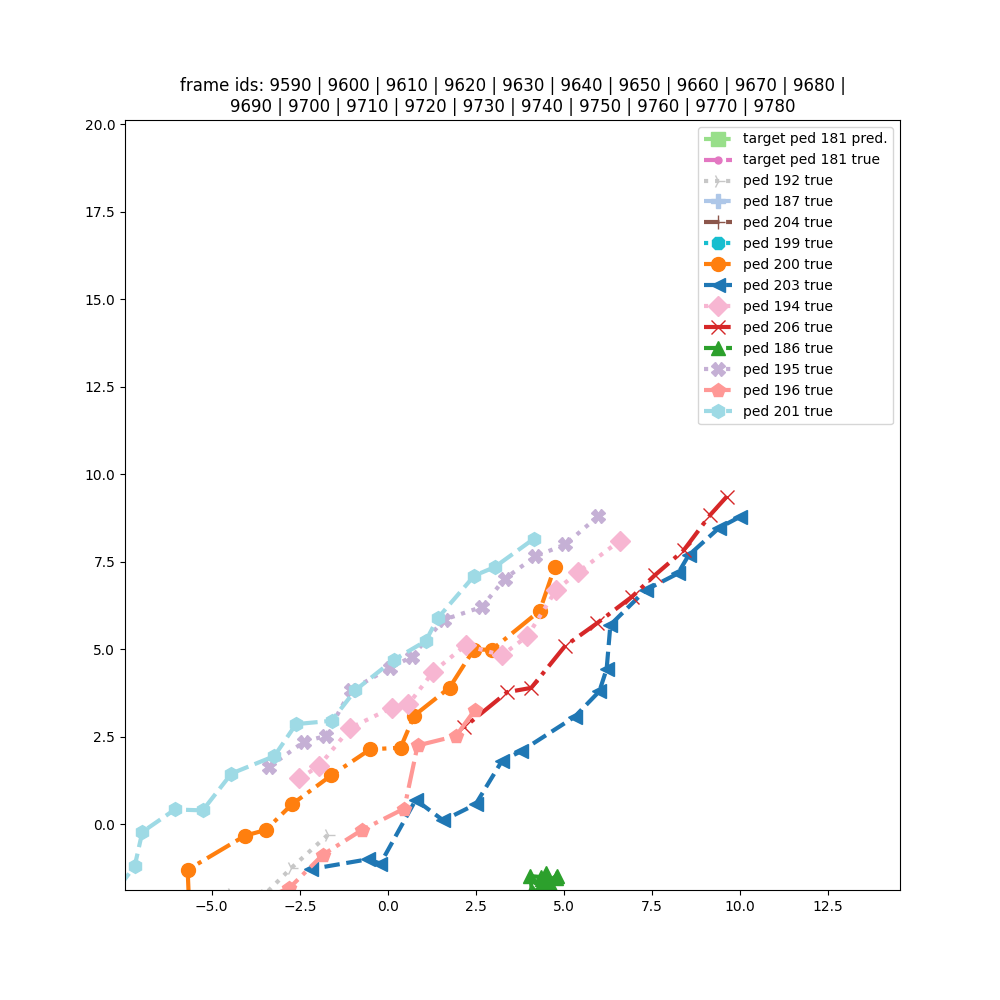 frame ids: 9590 | 9600 | 9610 | 9620 | 9630 | 9640 | 9650 | 9660 | 9670 | 9680 |
9690 | 9700 | 9710 | 9720 | 9730 | 9740 | 9750 | 9760 | 9770 | 9780
target ped 181 pred.
target ped 181 true
ped 192 true
ped 187 true
ped 204 true
ped 199 true
ped 200 true
ped 203 true
ped 194 true
ped 206 true
ped 186 true
ped 195 true
ped 196 true
ped 201 true
20.0
17.5
15.0
12.5
10.0
7.5
5.0
2.5
0.0
−5.0
−2.5
0.0
2.5
5.0
7.5
10.0
12.5